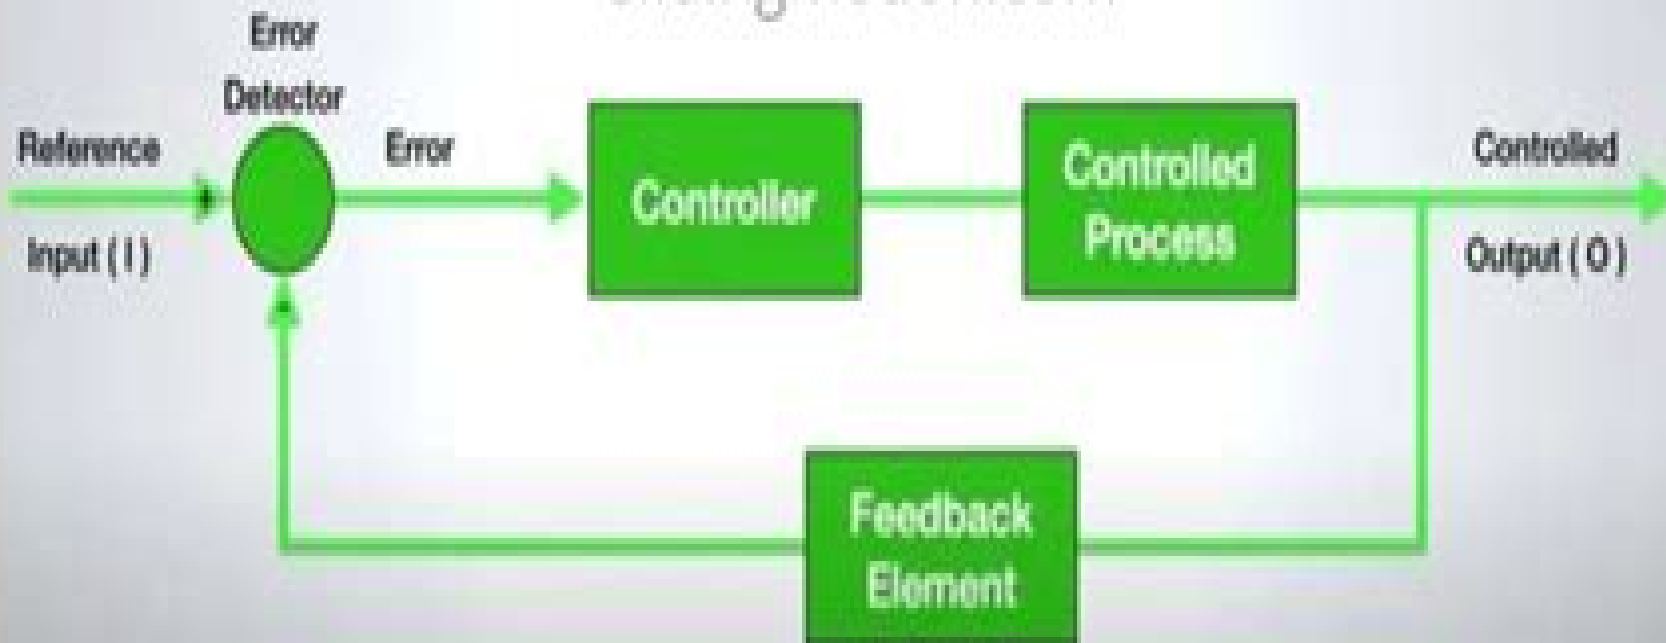 Error
Detector
Reference
Input ( I )
Error
Controller
Controlled
Process
Controlled
Output ( O )
Feedback
Element